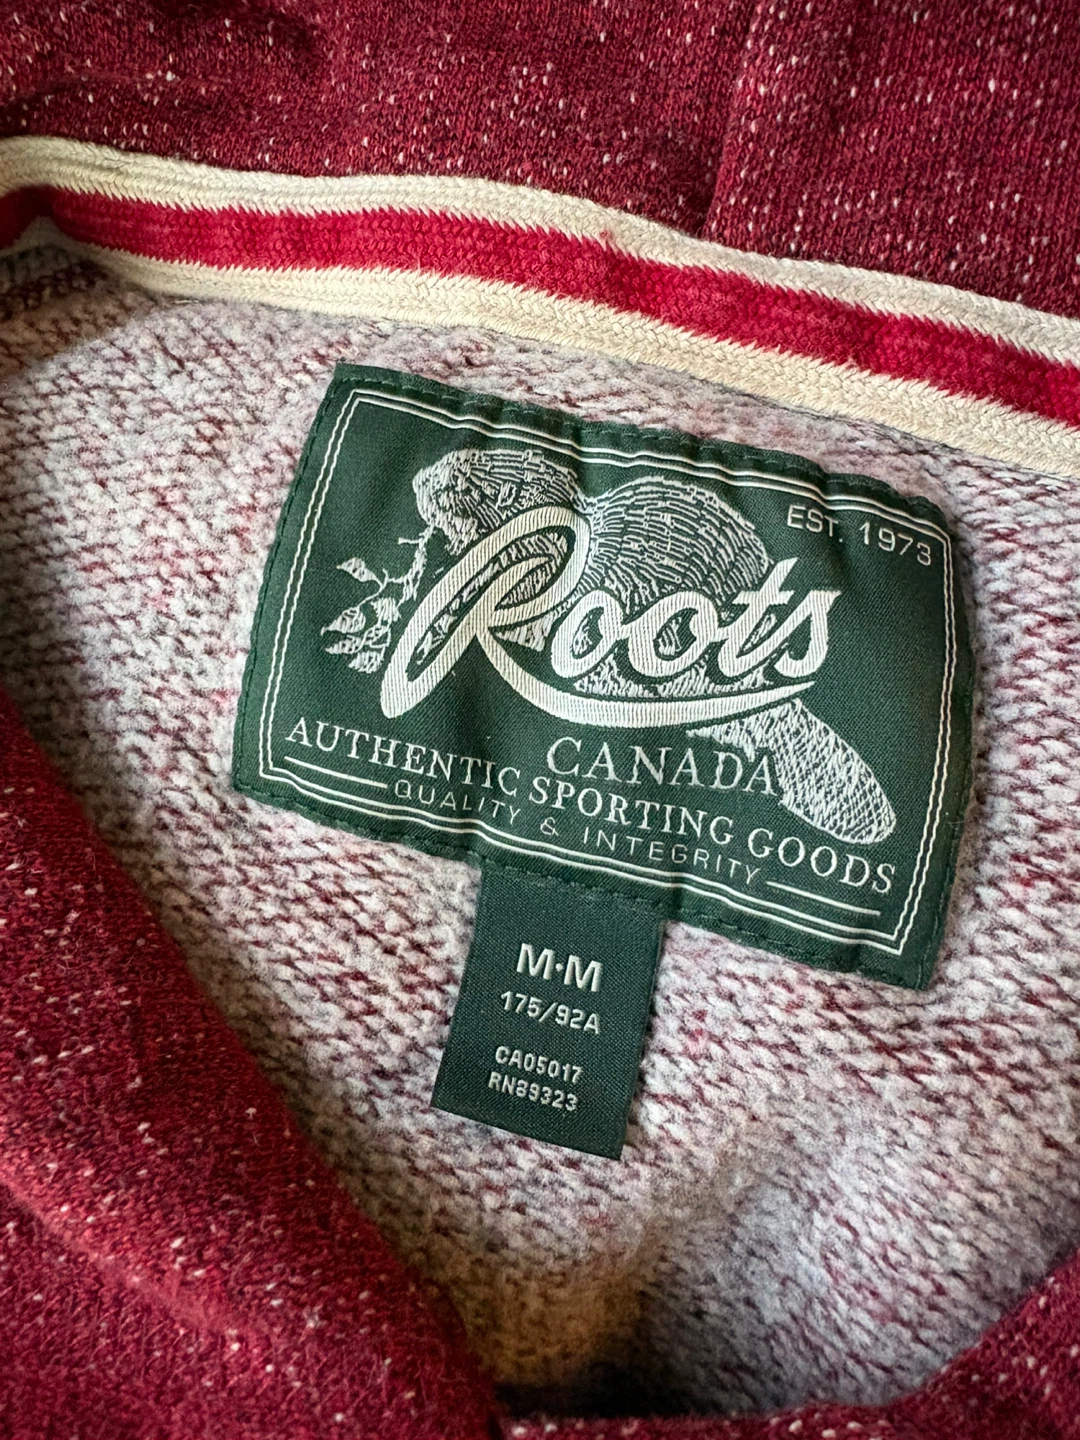 EST. 1973
Roots
CANADA
AUTHENTIC SPORTING GOODS
QUALITY & INTEGRITY
M·M
175/92A
CA05017
RN89323